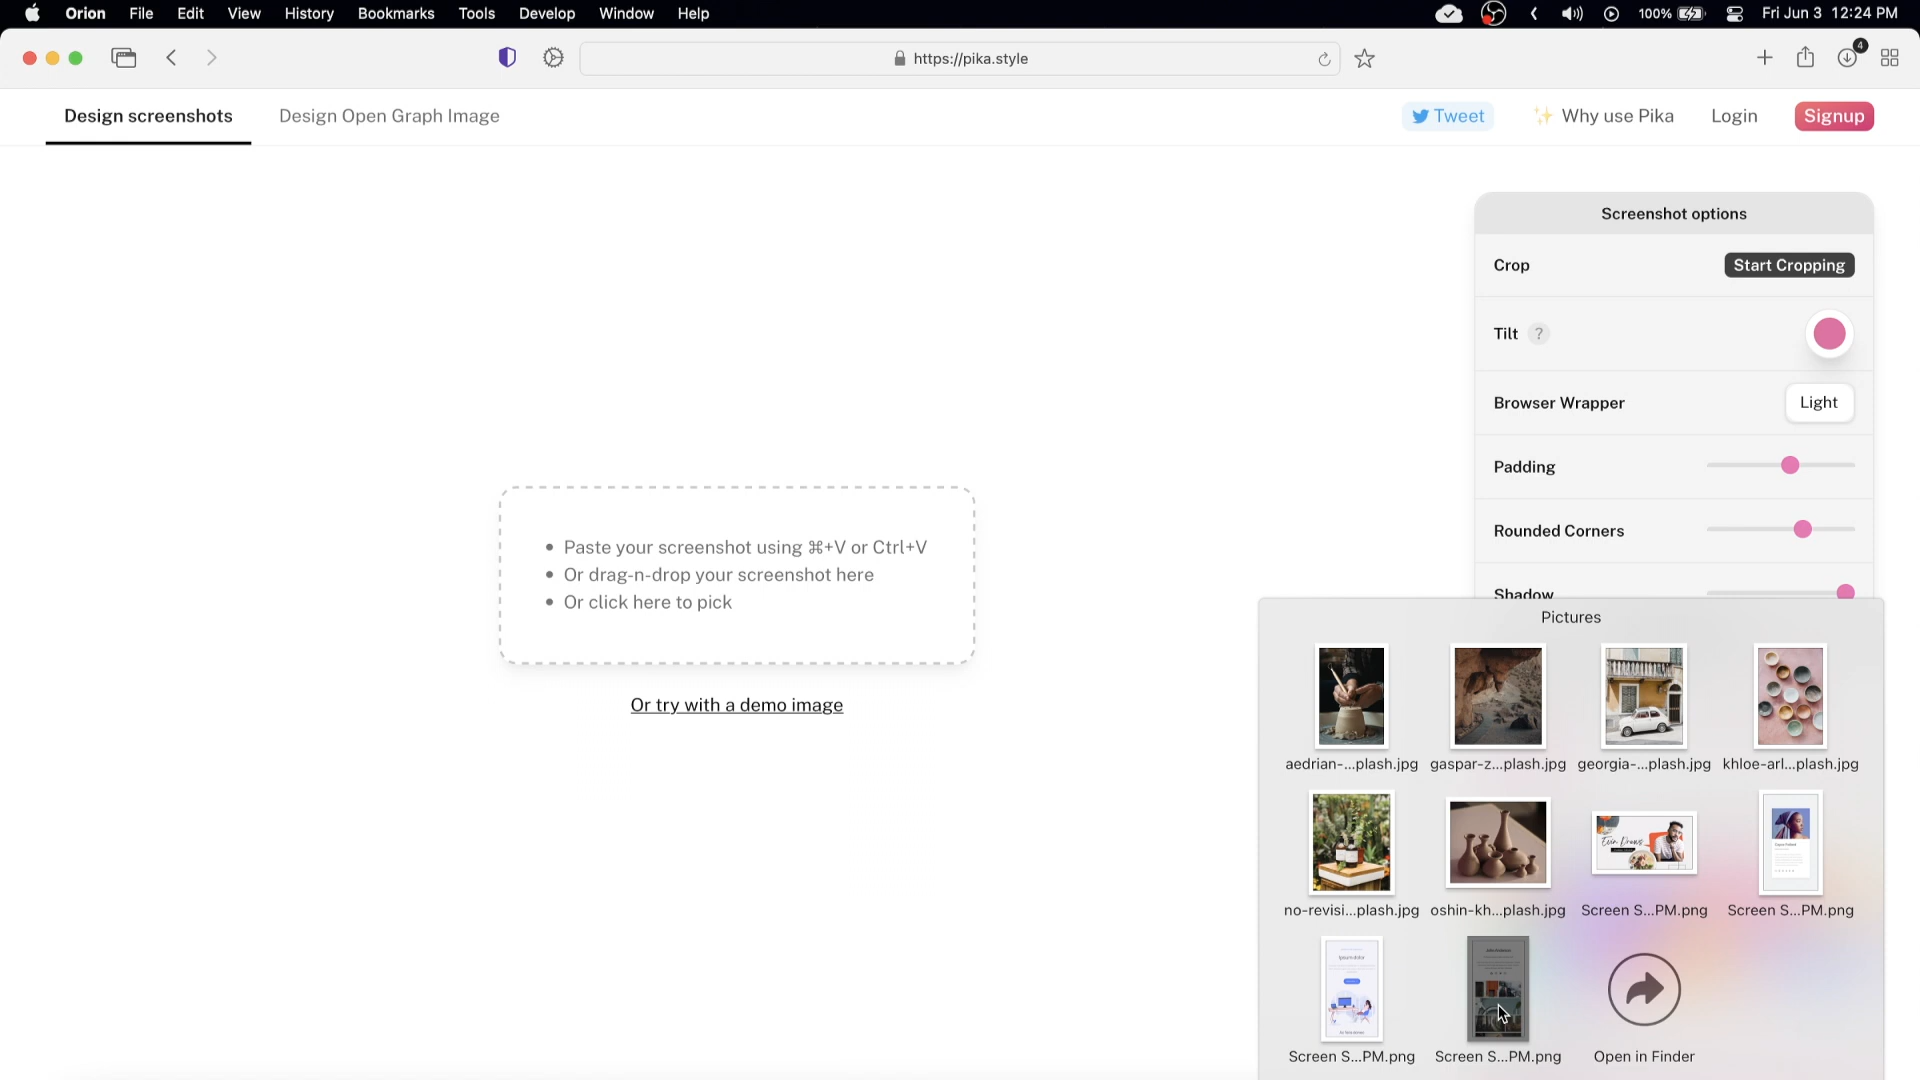 Orion File Edit View History Bookmarks Tools Develop Window Help 100% Fri Jun 3 12:24 PM
https://pika.style 4
Design screenshots Design Open Graph Image Tweet Why use Pika Login Signup
Screenshot options
Crop Start Cropping
Tilt ?
Browser Wrapper Light
Padding
Rounded Corners
Shadow
Paste your screenshot using ⌘+V or Ctrl+V
Or drag-n-drop your screenshot here
Or click here to pick
Or try with a demo image
Pictures
aedrian-...plash.jpg gaspar-z...plash.jpg georgia-...plash.jpg khloe-arl...plash.jpg
no-revisi...plash.jpg oshin-kh...plash.jpg Screen S...PM.png Screen S...PM.png
Screen S...PM.png Screen S...PM.png Open in Finder